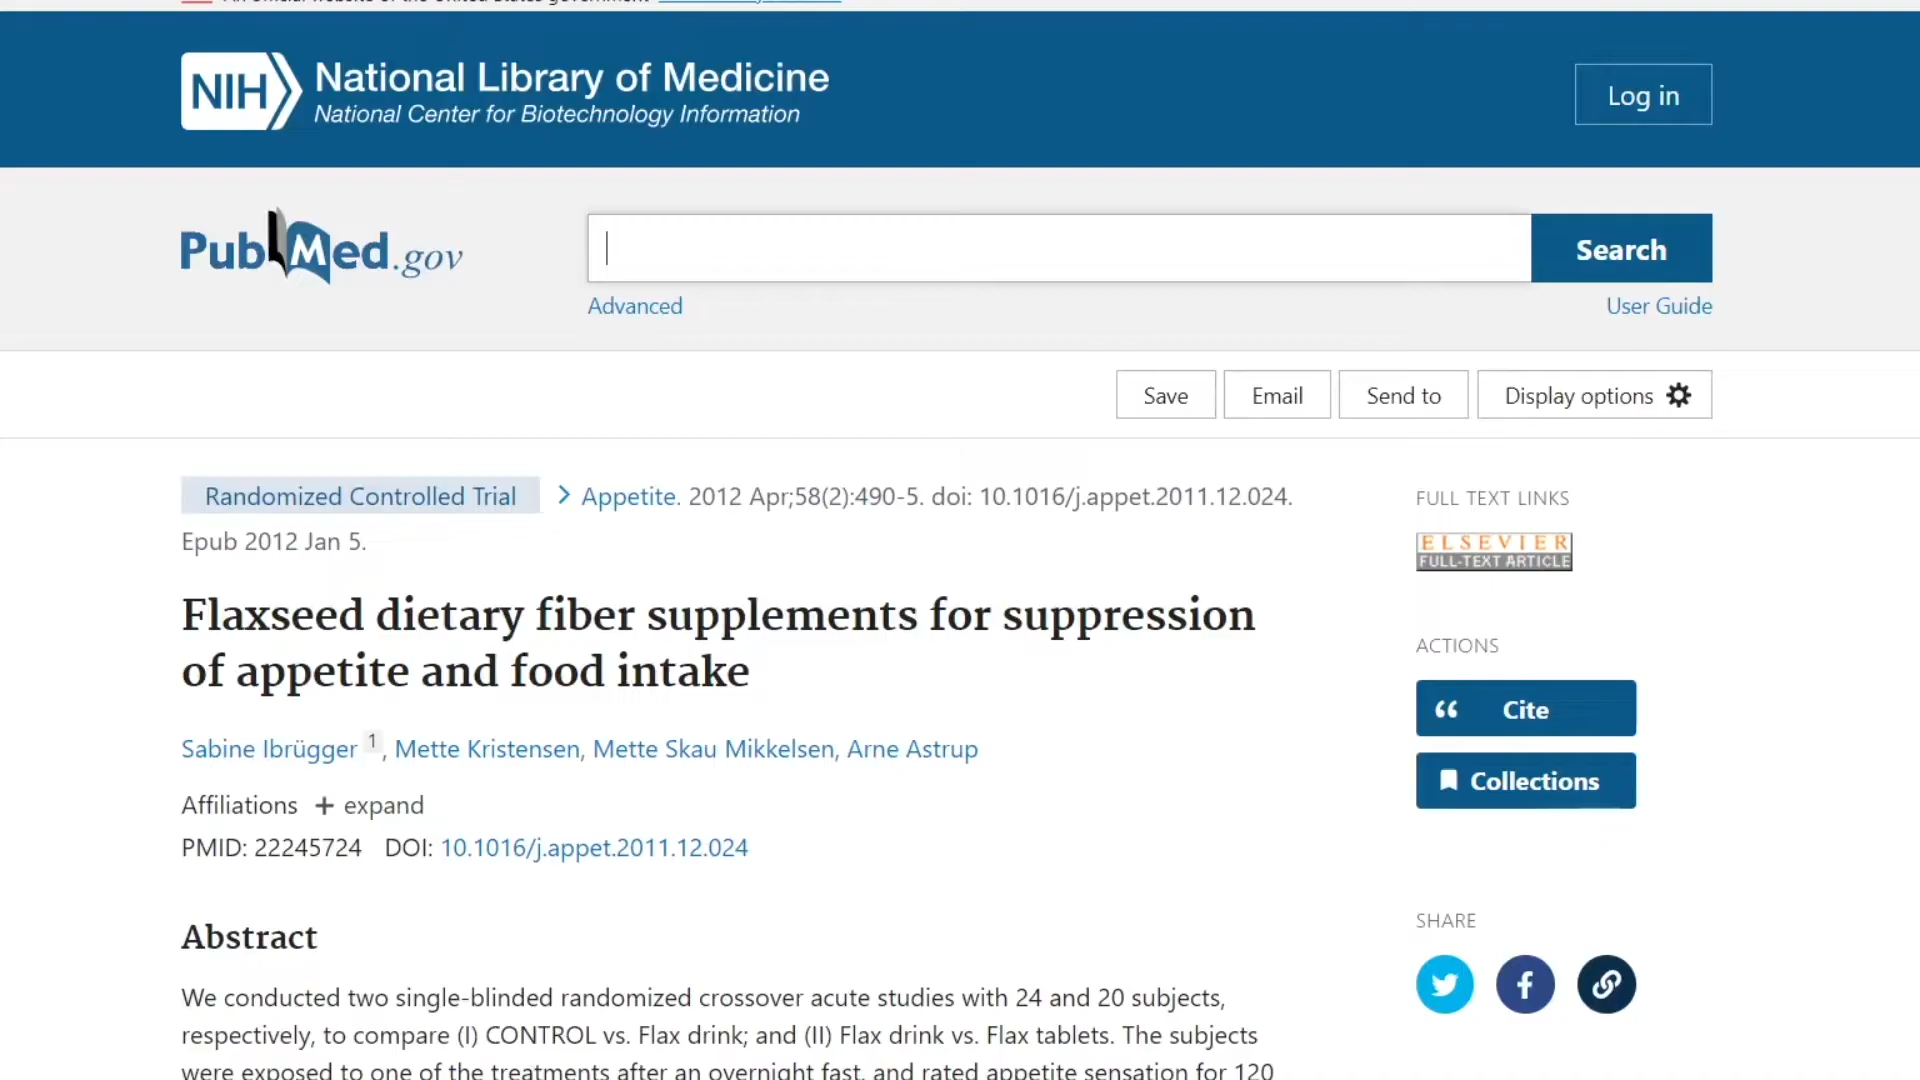 National Library of Medicine
NIH
National Center for Biotechnology Information
Log in
PubMed.gov
Search
Advanced
User Guide
Save
Email
Send to
Display options
Randomized Controlled Trial
Appetite. 2012 Apr;58(2):490-5. doi: 10.1016/j.appet.2011.12.024.
Epub 2012 Jan 5.
Flaxseed dietary fiber supplements for suppression
of appetite and food intake
Sabine Ibrügger 1, Mette Kristensen, Mette Skau Mikkelsen, Arne Astrup
Affiliations + expand
PMID: 22245724 DOI: 10.1016/j.appet.2011.12.024
Abstract
We conducted two single-blinded randomized crossover acute studies with 24 and 20 subjects,
respectively, to compare (I) CONTROL vs. Flax drink; and (II) Flax drink vs. Flax tablets. The subjects
were exposed to one of the treatments after an overnight fast, and rated appetite sensation for 120
FULL TEXT LINKS
ELSEVIER
FULL-TEXT ARTICLE
ACTIONS
Cite
Collections
SHARE